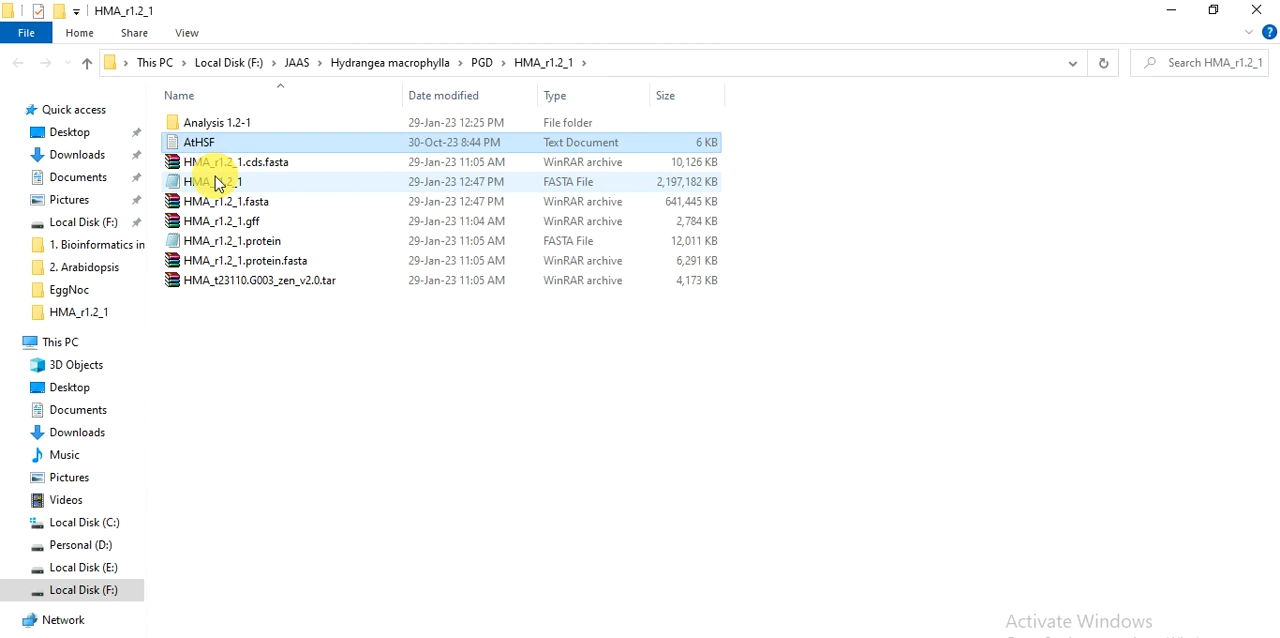 HMA_r1.2_1
File Home Share View
This PC Local Disk (F:) JAAS Hydrangea macrophylla PGD HMA_r1.2_1 Search HMA_r1.2_1
Name Date modified Type Size
Quick access
Desktop
Downloads
Documents
Pictures
Local Disk (F:)
1. Bioinformatics in
2. Arabidopsis
EggNoc
HMA_r1.2_1
This PC
3D Objects
Desktop
Documents
Downloads
Music
Pictures
Videos
Local Disk (C:)
Personal (D:)
Local Disk (E:)
Local Disk (F:)
Network
Analysis 1.2-1 29-Jan-23 12:25 PM File folder
AtHSF 30-Oct-23 8:44 PM Text Document 6 KB
HMA_r1.2_1.cds.fasta 29-Jan-23 11:05 AM WinRAR archive 10,126 KB
HMA_r1.2_1 29-Jan-23 12:47 PM FASTA File 2,197,182 KB
HMA_r1.2_1.fasta 29-Jan-23 12:47 PM WinRAR archive 641,445 KB
HMA_r1.2_1.gff 29-Jan-23 11:04 AM WinRAR archive 2,784 KB
HMA_r1.2_1.protein 29-Jan-23 11:05 AM FASTA File 12,011 KB
HMA_r1.2_1.protein.fasta 29-Jan-23 11:05 AM WinRAR archive 6,291 KB
HMA_t23110.G003_zen_v2.0.tar 29-Jan-23 11:05 AM WinRAR archive 4,173 KB
Activate Windows